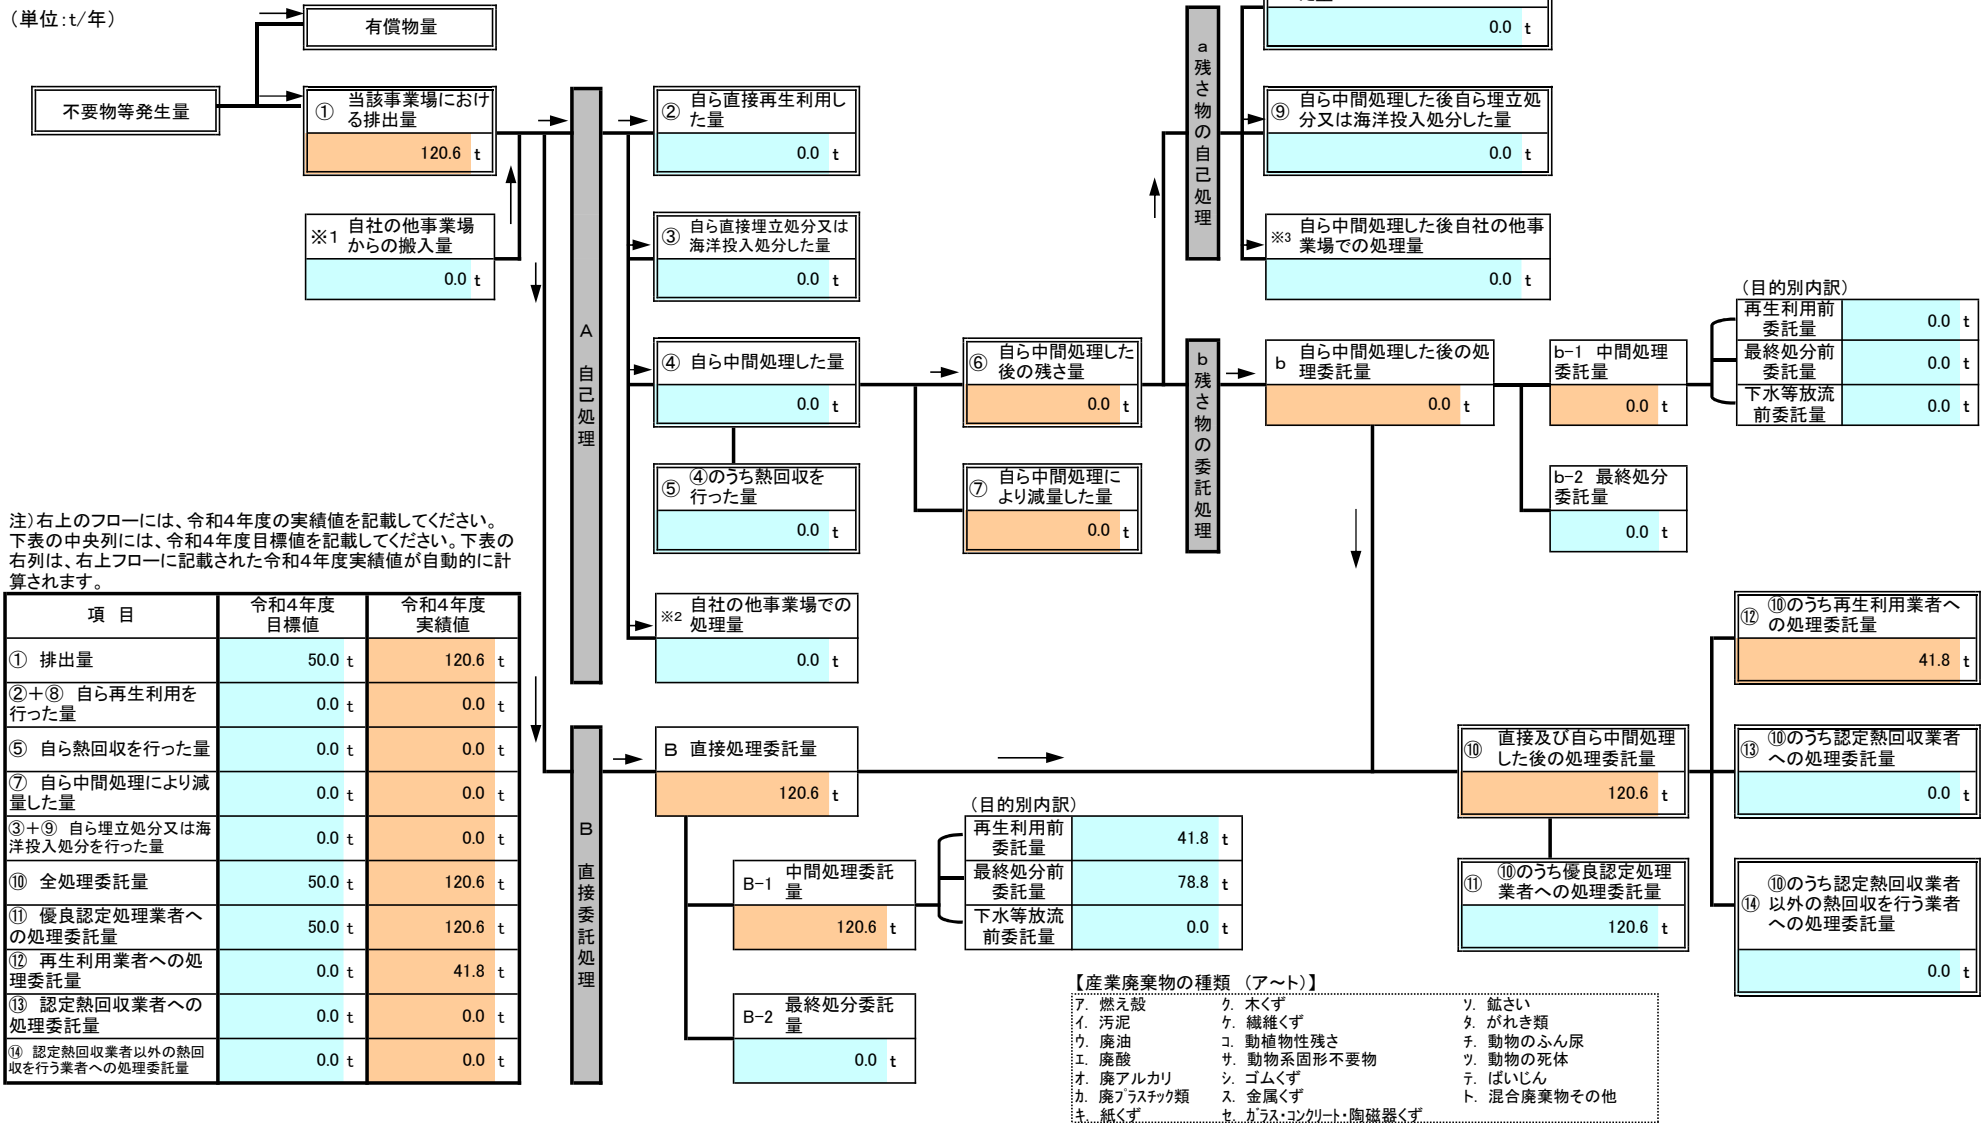 （単位：t/年）
有償物量
不要物等発生量
① 当該事業場におけ
る排出量
120.6 t
※1 自社の他事業場
からの搬入量
0.0 t
A 自己処理
② 自ら直接再生利用し
た量
0.0 t
③ 自ら直接埋立処分又は
海洋投入処分した量
0.0 t
④ 自ら中間処理した量
0.0 t
⑤ ④のうち熱回収を
行った量
0.0 t
※2 自社の他事業場での
処理量
0.0 t
⑥ 自ら中間処理した
後の残さ量
0.0 t
⑦ 自ら中間処理に
より減量した量
0.0 t
a 残さ物の自己処理
0.0 t
⑨ 自ら中間処理した後自ら埋立処
分又は海洋投入処分した量
0.0 t
※3 自ら中間処理した後自社の他事
業場での処理量
0.0 t
b 残さ物の委託処理
b 自ら中間処理した後の処
理委託量
0.0 t
b-1 中間処理
委託量
0.0 t
b-2 最終処分
委託量
0.0 t
（目的別内訳）
再生利用前
委託量 0.0 t
最終処分前
委託量 0.0 t
下水等放流
前委託量 0.0 t
注）右上のフローには、令和４年度の実績値を記載してください。
下表の中央列には、令和４年度目標値を記載してください。下表の
右列は、右上フローに記載された令和４年度実績値が自動的に計
算されます。
項 目 令和４年度
目標値 令和４年度
実績値
① 排出量 50.0 t 120.6 t
②＋⑧ 自ら再生利用を
行った量 0.0 t 0.0 t
⑤ 自ら熱回収を行った量 0.0 t 0.0 t
⑦ 自ら中間処理により減
量した量 0.0 t 0.0 t
③＋⑨ 自ら埋立処分又は海
洋投入処分を行った量 0.0 t 0.0 t
⑩ 全処理委託量 50.0 t 120.6 t
⑪ 優良認定処理業者へ
の処理委託量 50.0 t 120.6 t
⑫ 再生利用業者への処
理委託量 0.0 t 41.8 t
⑬ 認定熱回収業者への
処理委託量 0.0 t 0.0 t
⑭ 認定熱回収業者以外の熱回
収を行う業者への処理委託量 0.0 t 0.0 t
B 直接委託処理
B 直接処理委託量
120.6 t
B-1 中間処理委託
量
120.6 t
B-2 最終処分委託
量
0.0 t
（目的別内訳）
再生利用前
委託量 41.8 t
最終処分前
委託量 78.8 t
下水等放流
前委託量 0.0 t
⑩ 直接及び自ら中間処理
した後の処理委託量
120.6 t
⑪ ⑩のうち優良認定処理
業者への処理委託量
120.6 t
⑫ ⑩のうち再生利用業者へ
の処理委託量
41.8 t
⑬ ⑩のうち認定熱回収業者
への処理委託量
0.0 t
⑭ ⑩のうち認定熱回収業者
以外の熱回収を行う業者
への処理委託量
0.0 t
【産業廃棄物の種類 （ア～ト）】
ア. 燃え殻 ク. 木くず ソ. 鉱さい
イ. 汚泥 ケ. 繊維くず タ. がれき類
ウ. 廃油 コ. 動植物性残さ チ. 動物のふん尿
エ. 廃酸 サ. 動物系固形不要物 ツ. 動物の死体
オ. 廃アルカリ シ. ゴムくず テ. ばいじん
カ. 廃プラスチック類 ス. 金属くず ト. 混合廃棄物その他
キ. 紙くず セ. ガラス・コンクリート・陶磁器くず